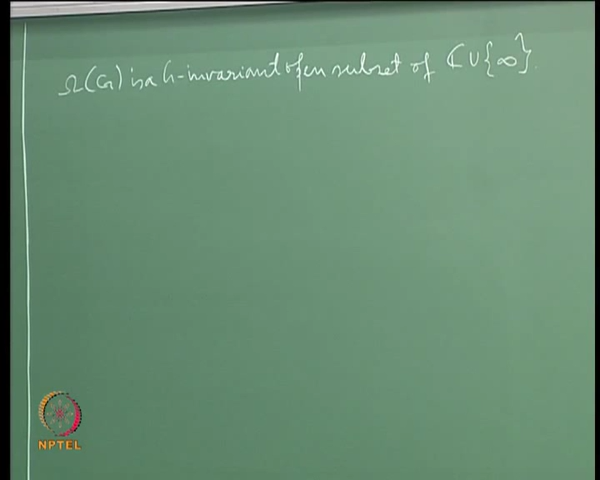 Ω(G) is a G-invariant open subset of ℂ ∪ {∞}.
NPTEL